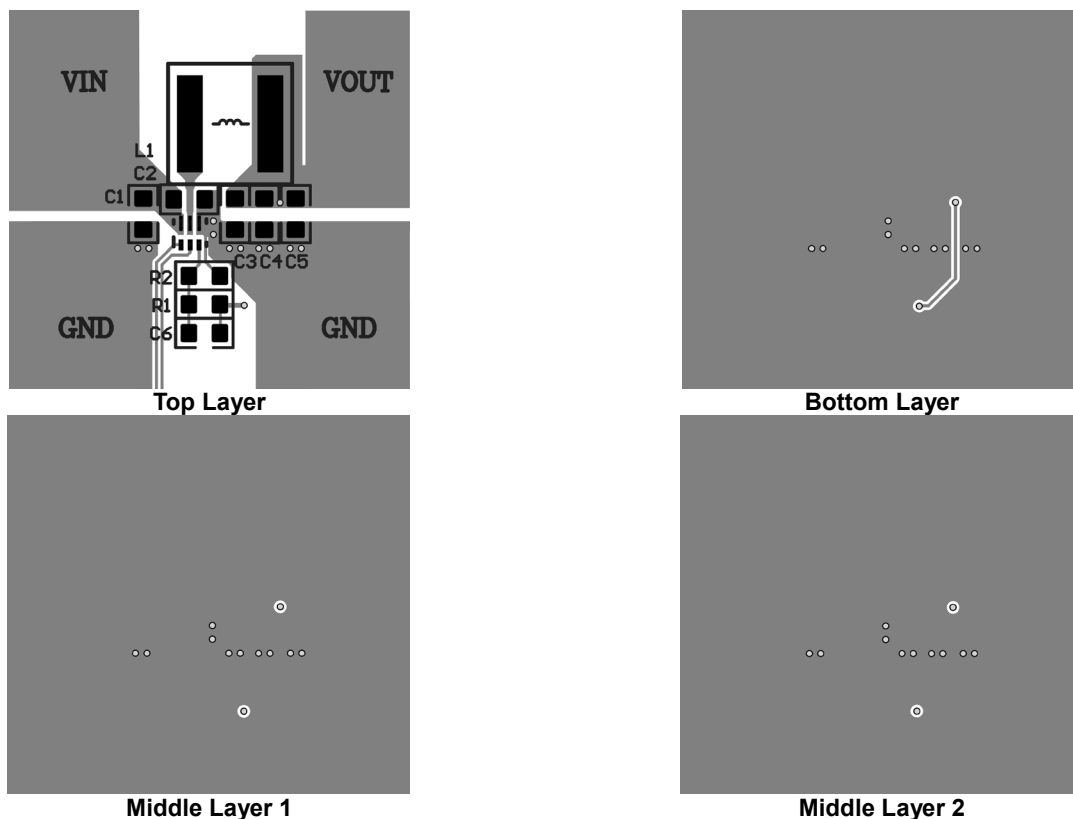 VIN
VOUT
L1
C2
C1
C3 C4 C5
R2
R1
GND
GND
C6
Top Layer
Bottom Layer
Middle Layer 1
Middle Layer 2